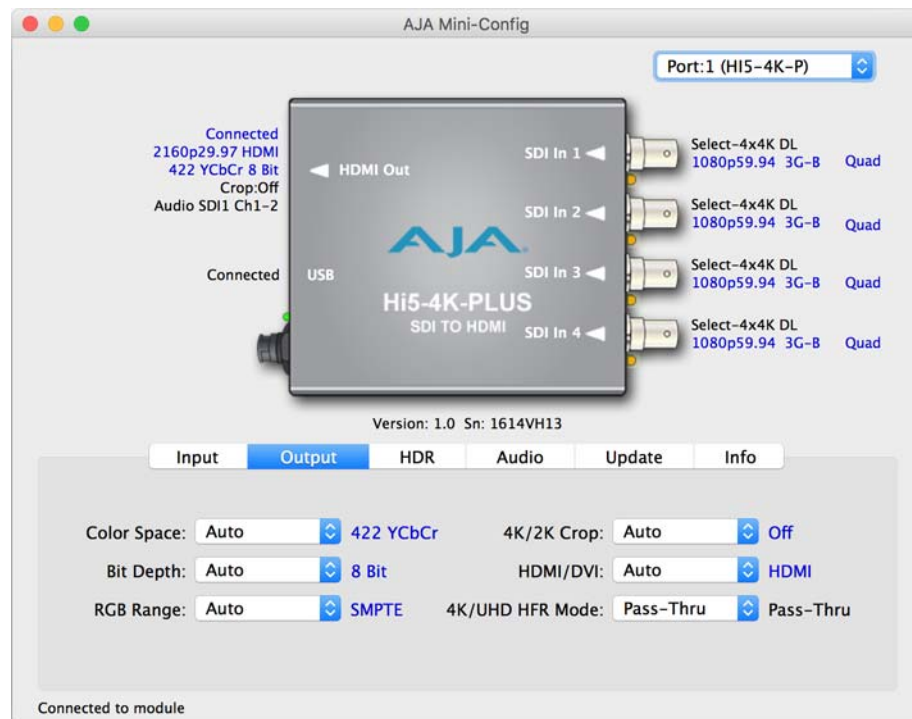 AJA Mini-Config
Port:1 (HI5-4K-P)
Connected
2160p29.97 HDMI
422 YCbCr 8 Bit
Crop:Off
Audio SDI1 Ch1-2
HDMI Out
Connected
USB
AJA
Hi5-4K-PLUS
SDI TO HDMI
SDI In 1
Select-4x4K DL
1080p59.94 3G-B Quad
SDI In 2
Select-4x4K DL
1080p59.94 3G-B Quad
SDI In 3
Select-4x4K DL
1080p59.94 3G-B Quad
SDI In 4
Select-4x4K DL
1080p59.94 3G-B Quad
Version: 1.0 Sn: 1614VH13
Input Output HDR Audio Update Info
Color Space: Auto 422 YCbCr 4K/2K Crop: Auto Off
Bit Depth: Auto 8 Bit HDMI/DVI: Auto HDMI
RGB Range: Auto SMPTE 4K/UHD HFR Mode: Pass-Thru Pass-Thru
Connected to module